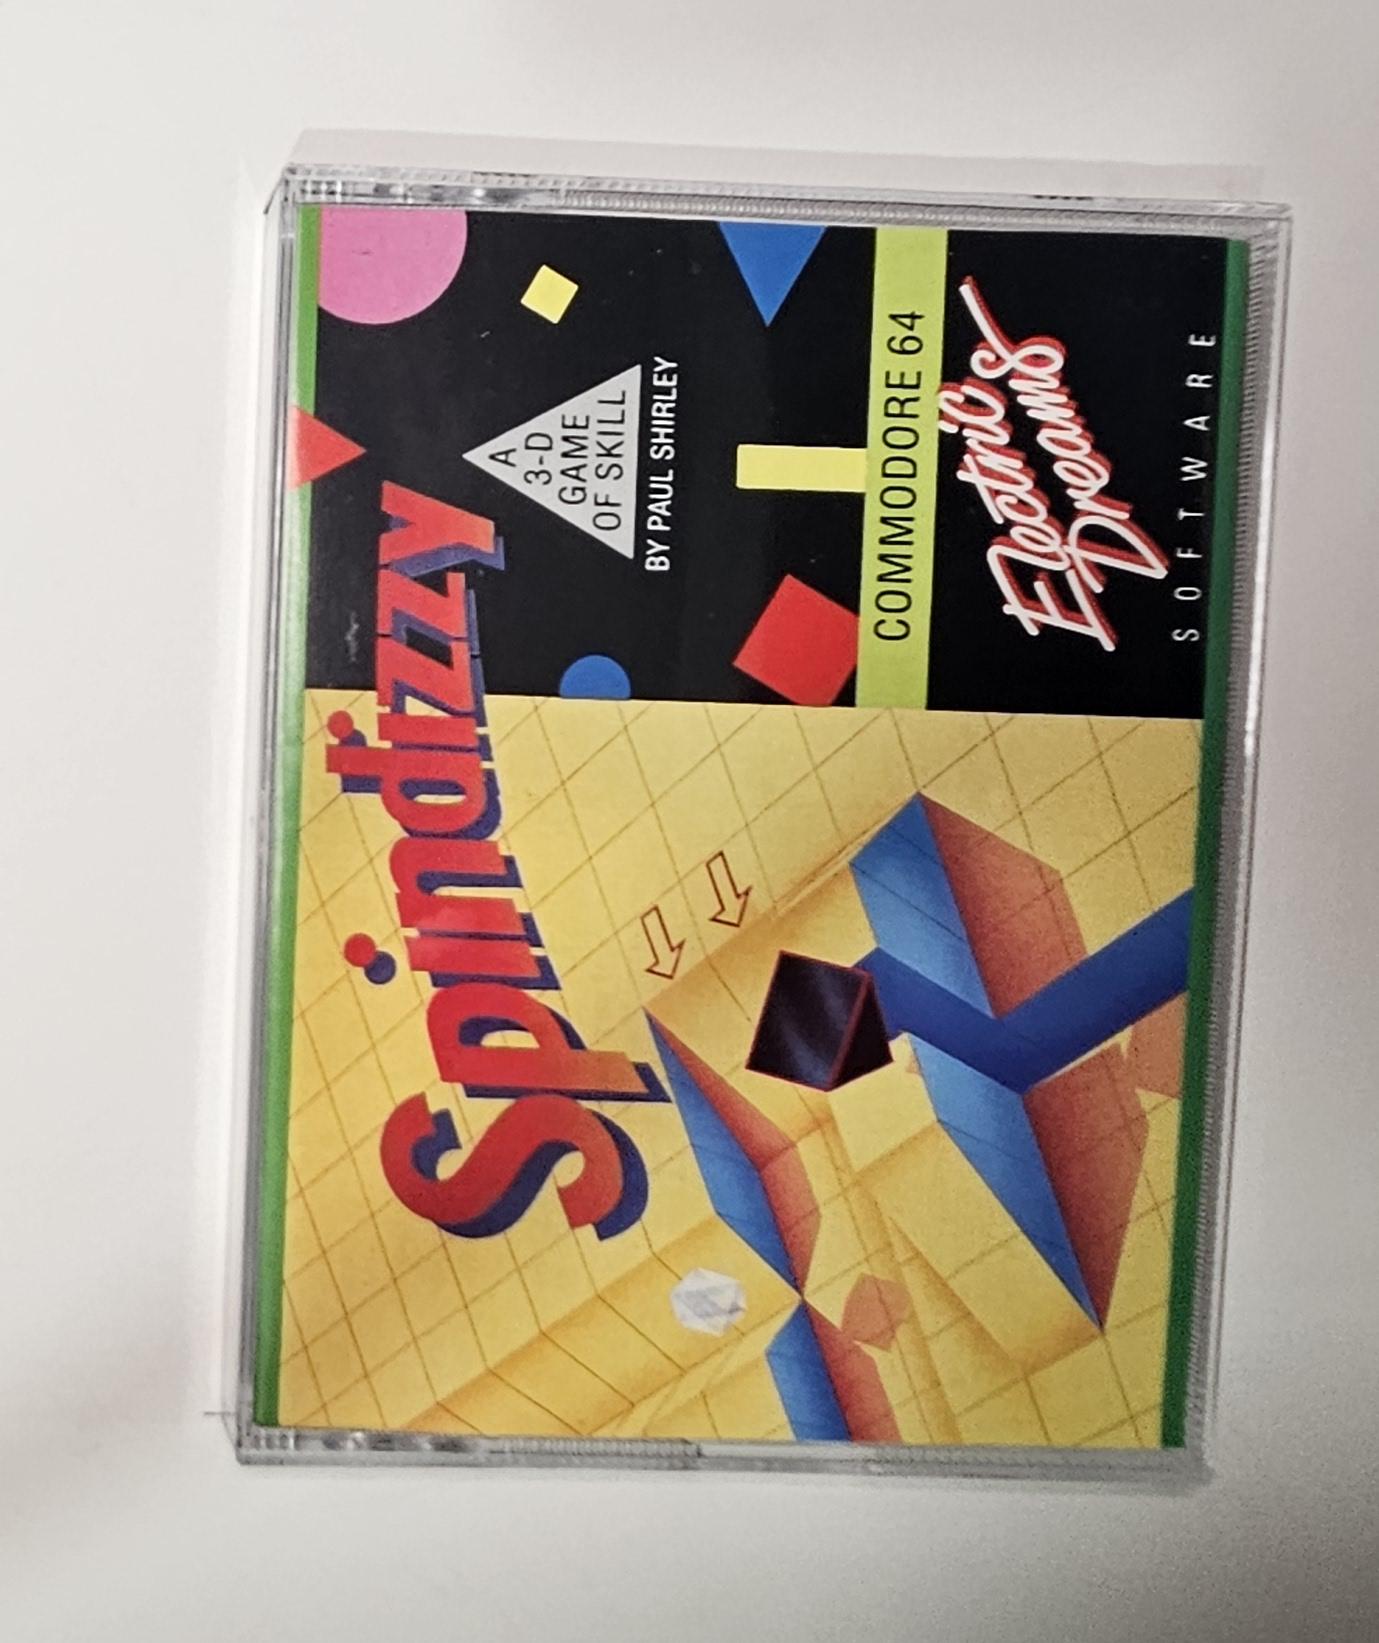 Spindizzy
A
3-D
GAME
OF SKILL
BY PAUL SHIRLEY
COMMODORE 64
Electric
Dreams
SOFTWARE